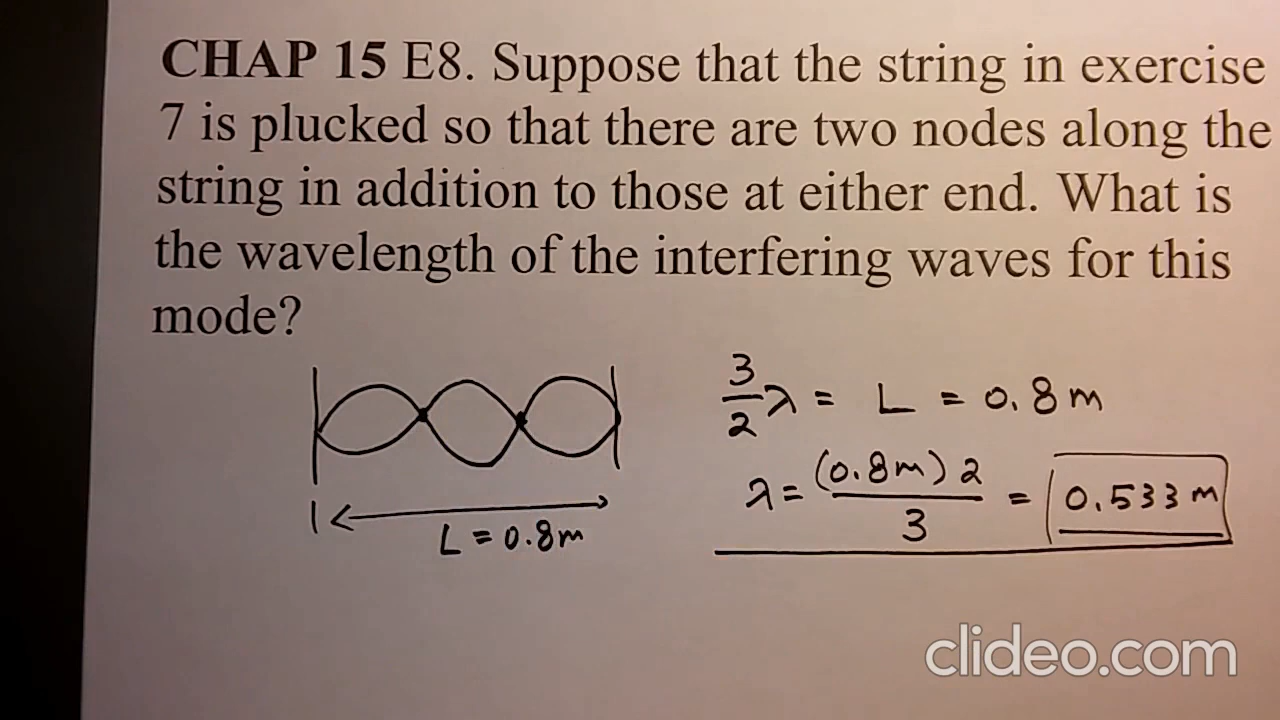 CHAP 15 E8. Suppose that the string in exercise
7 is plucked so that there are two nodes along the
string in addition to those at either end. What is
the wavelength of the interfering waves for this
mode?
3/2 λ = L = 0.8 m
λ = (0.8 m) 2 / 3 = 0.533 m
L = 0.8 m
clideo.com